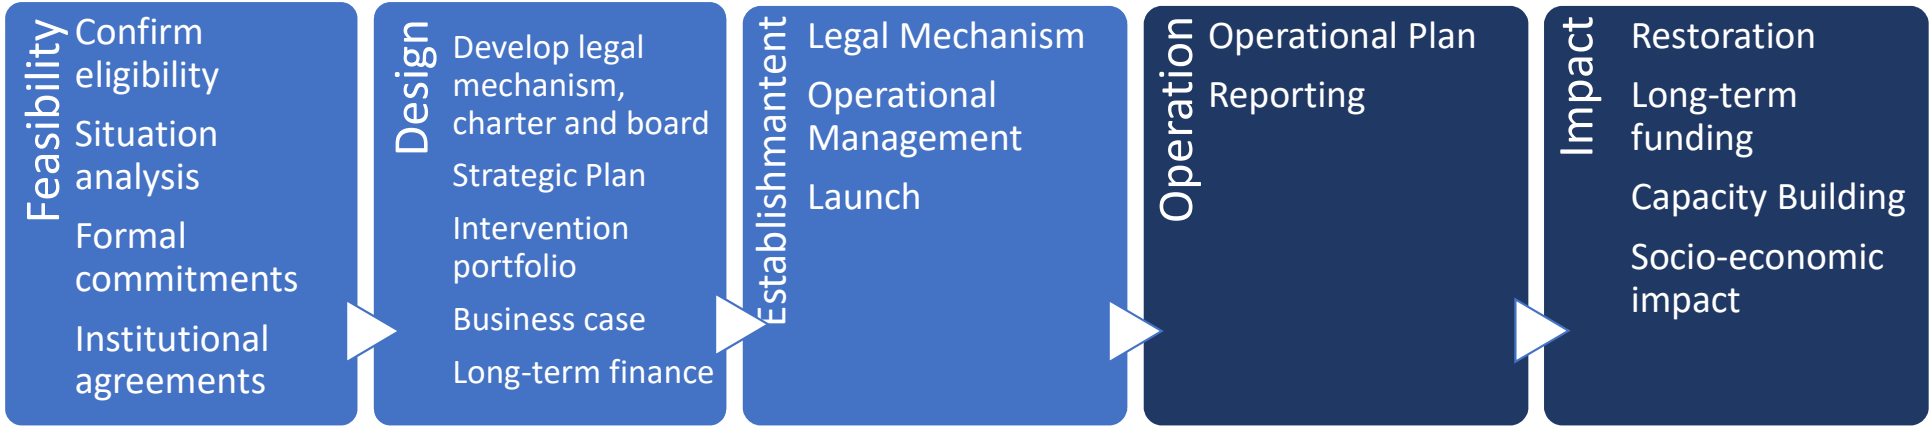 Feasibility
Confirm
eligibility
Situation
analysis
Formal
commitments
Institutional
agreements
Design
Develop legal
mechanism,
charter and board
Strategic Plan
Intervention
portfolio
Business case
Long-term finance
Establishmantent
Legal Mechanism
Operational
Management
Launch
Operation
Operational Plan
Reporting
Impact
Restoration
Long-term
funding
Capacity Building
Socio-economic
impact